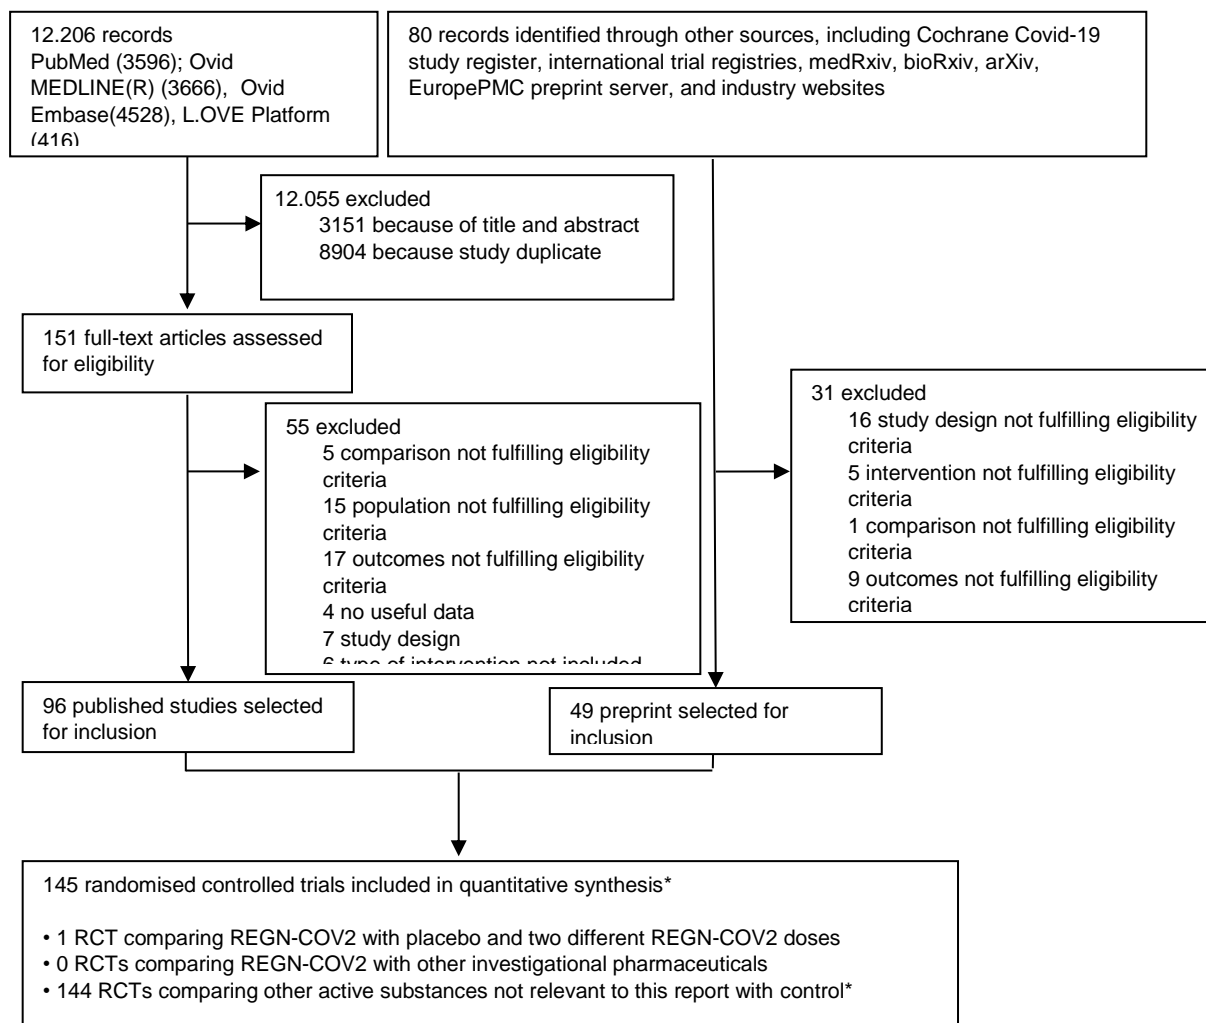 12.206 records
PubMed (3596); Ovid
MEDLINE(R) (3666), Ovid
Embase(4528), L.OVE Platform
(416)
80 records identified through other sources, including Cochrane Covid-19
study register, international trial registries, medRxiv, bioRxiv, arXiv,
EuropePMC preprint server, and industry websites
12.055 excluded
3151 because of title and abstract
8904 because study duplicate
151 full-text articles assessed
for eligibility
55 excluded
5 comparison not fulfilling eligibility
criteria
15 population not fulfilling eligibility
criteria
17 outcomes not fulfilling eligibility
criteria
4 no useful data
7 study design
6 type of intervention not included
31 excluded
16 study design not fulfilling eligibility
criteria
5 intervention not fulfilling eligibility
criteria
1 comparison not fulfilling eligibility
criteria
9 outcomes not fulfilling eligibility
criteria
96 published studies selected
for inclusion
49 preprint selected for
inclusion
145 randomised controlled trials included in quantitative synthesis*
• 1 RCT comparing REGN-COV2 with placebo and two different REGN-COV2 doses
• 0 RCTs comparing REGN-COV2 with other investigational pharmaceuticals
• 144 RCTs comparing other active substances not relevant to this report with control*